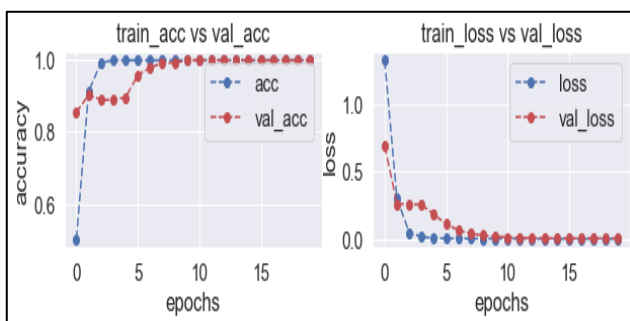 train_acc vs val_acc
1.0
0.8
0.6
accuracy
acc
val_acc
0
5
10
15
epochs
train_loss vs val_loss
1.0
0.5
0.0
loss
loss
val_loss
0
5
10
15
epochs